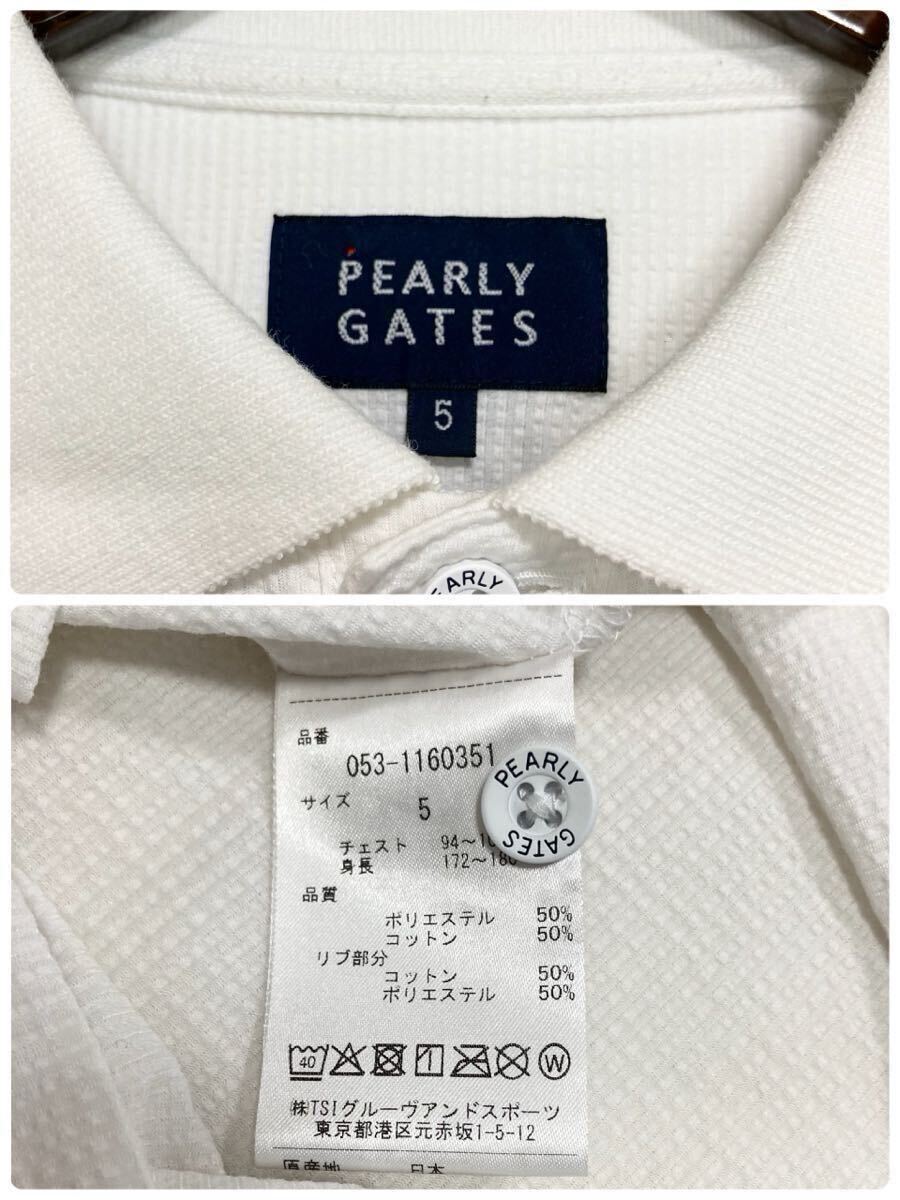 PEARLY
GATES
5
PEARLY
品番
053-1160351
サイズ
5
チェスト 94～
身長 172～
品質
ポリエステル 50%
コットン 50%
リブ部分
コットン 50%
ポリエステル 50%
PEARLY
GATES
40
W
㈱TSIグルーヴアンドスポーツ
東京都港区元赤坂1-5-12
原産地 日本